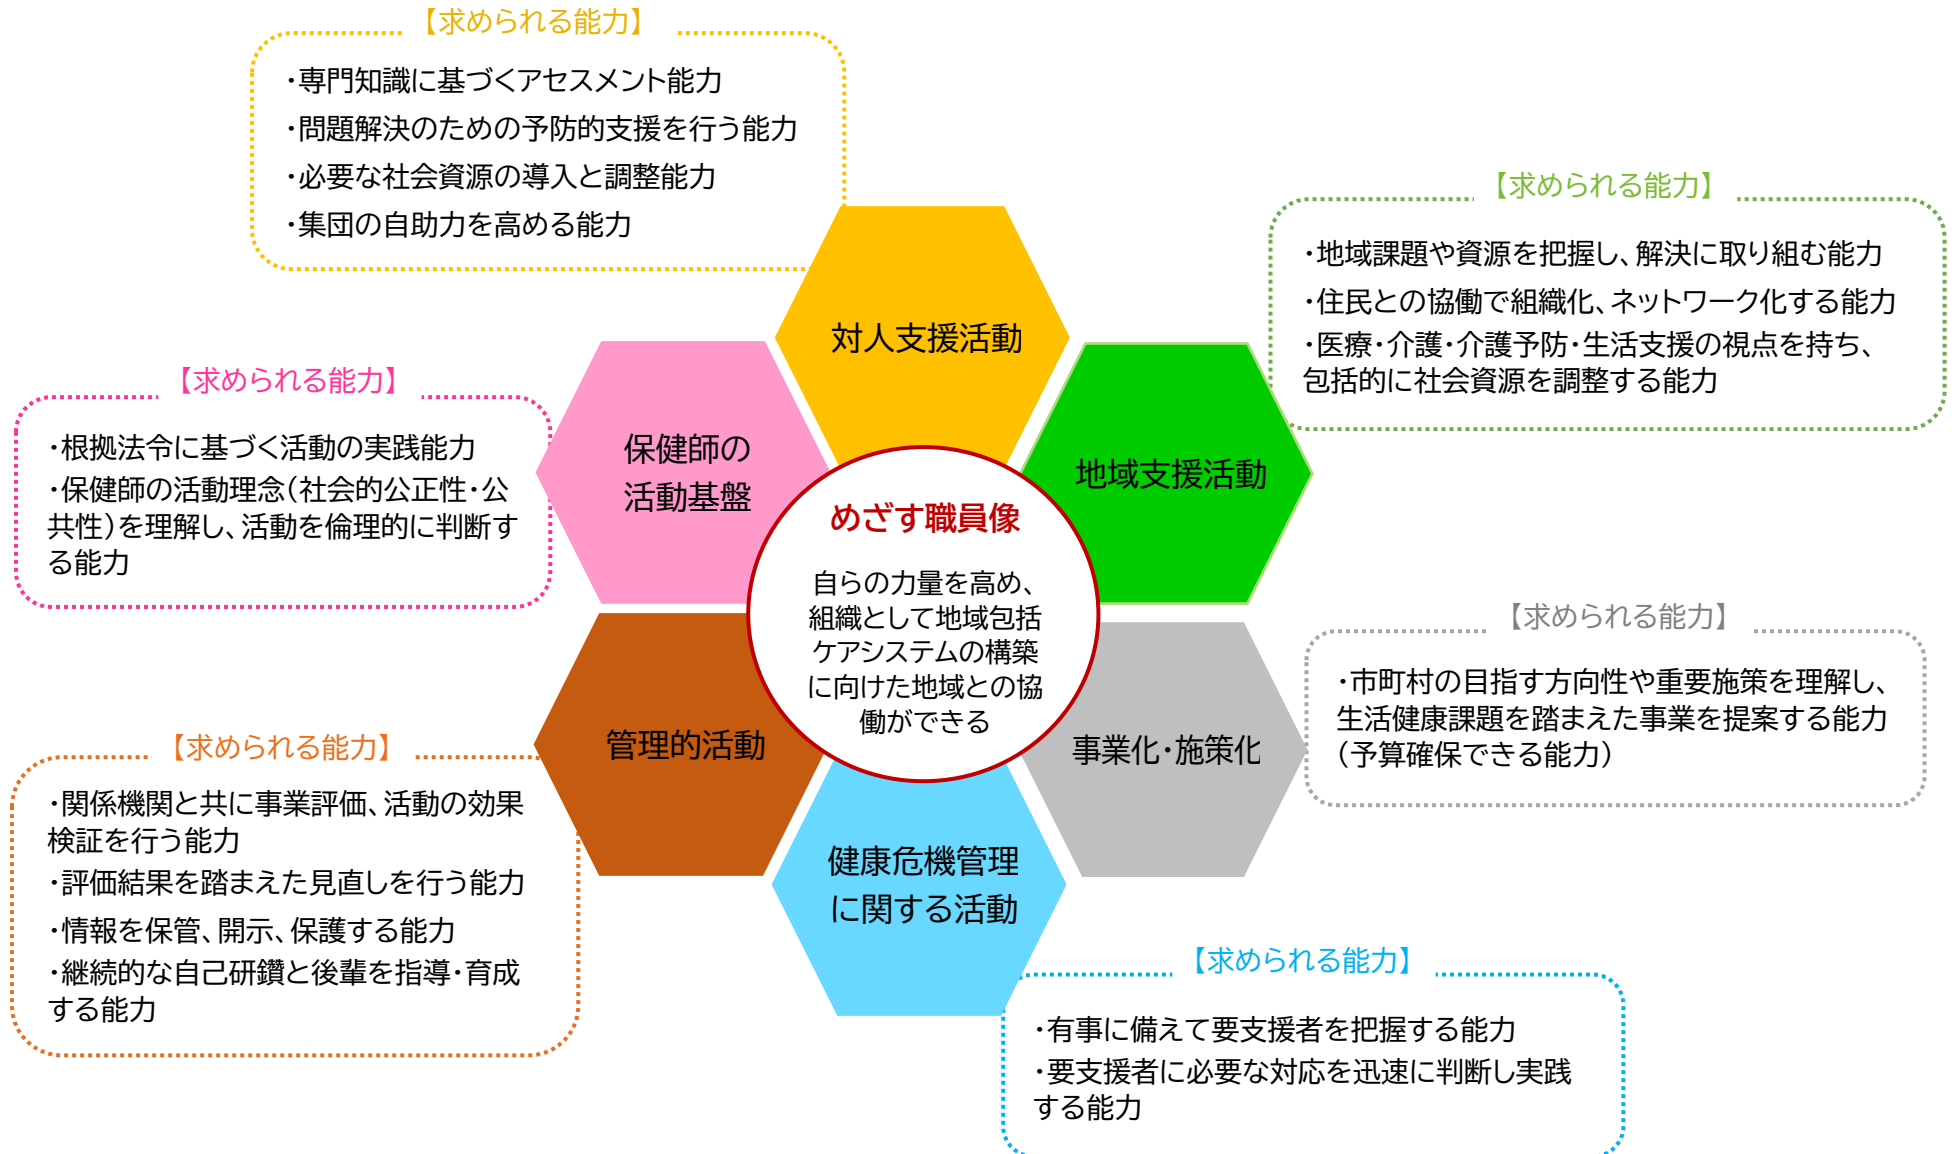 【求められる能力】
・専門知識に基づくアセスメント能力
・問題解決のための予防的支援を行う能力
・必要な社会資源の導入と調整能力
・集団の自助力を高める能力
【求められる能力】
・地域課題や資源を把握し、解決に取り組む能力
・住民との協働で組織化、ネットワーク化する能力
・医療・介護・介護予防・生活支援の視点を持ち、
包括的に社会資源を調整する能力
対人支援活動
地域支援活動
【求められる能力】
・根拠法令に基づく活動の実践能力
・保健師の活動理念（社会的公正性・公
共性）を理解し、活動を倫理的に判断す
る能力
保健師の
活動基盤
めざす職員像
自らの力量を高め、
組織として地域包括
ケアシステムの構築
に向けた地域との協
働ができる
【求められる能力】
・市町村の目指す方向性や重要施策を理解し、
生活健康課題を踏まえた事業を提案する能力
（予算確保できる能力）
事業化・施策化
管理的活動
【求められる能力】
・関係機関と共に事業評価、活動の効果
検証を行う能力
・評価結果を踏まえた見直しを行う能力
・情報を保管、開示、保護する能力
・継続的な自己研鑽と後輩を指導・育成
する能力
健康危機管理
に関する活動
【求められる能力】
・有事に備えて要支援者を把握する能力
・要支援者に必要な対応を迅速に判断し実践
する能力